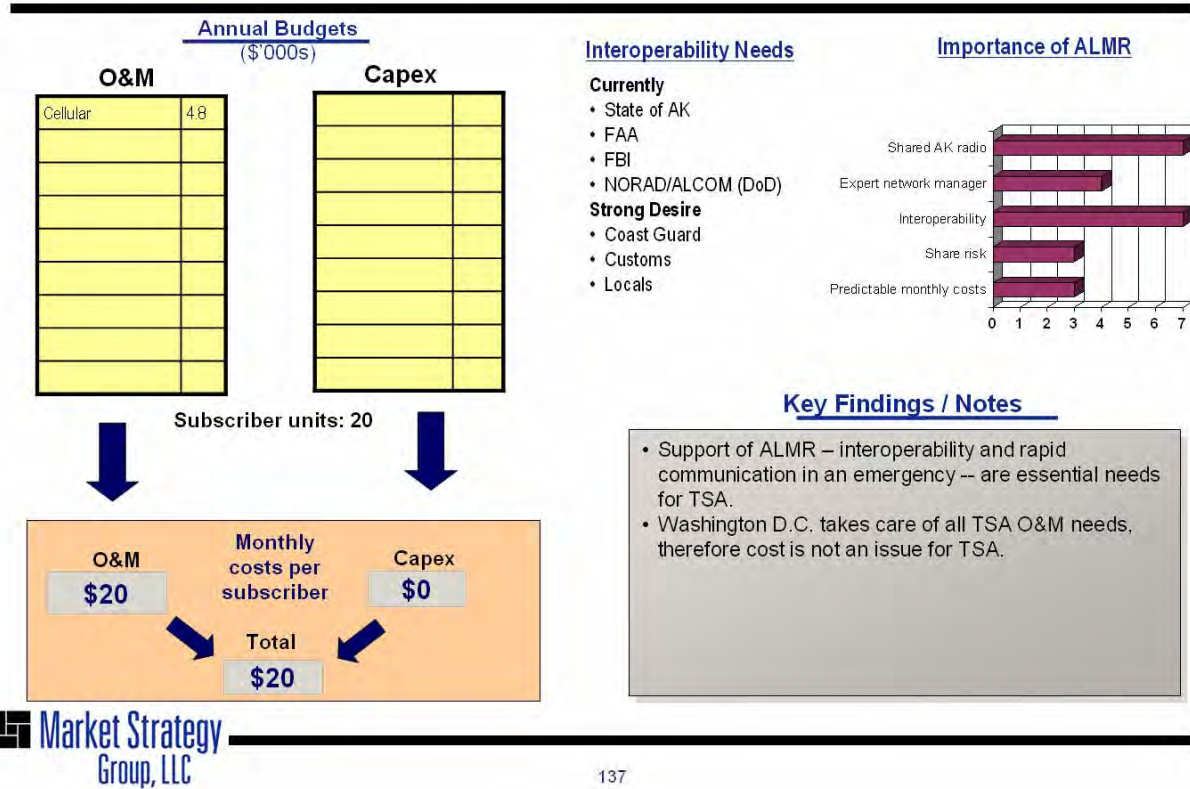 Annual Budgets
($'000s)
O&M
Capex
Cellular 4.8
Subscriber units: 20
O&M
Monthly
costs per
subscriber
Capex
$20
$0
Total
$20
Interoperability Needs
Currently
• State of AK
• FAA
• FBI
• NORAD/ALCOM (DoD)
Strong Desire
• Coast Guard
• Customs
• Locals
Importance of ALMR
Shared AK radio
Expert network manager
Interoperability
Share risk
Predictable monthly costs
0 1 2 3 4 5 6 7
Key Findings / Notes
• Support of ALMR – interoperability and rapid
communication in an emergency -- are essential needs
for TSA.
• Washington D.C. takes care of all TSA O&M needs,
therefore cost is not an issue for TSA.
Market Strategy
Group, LLC
137